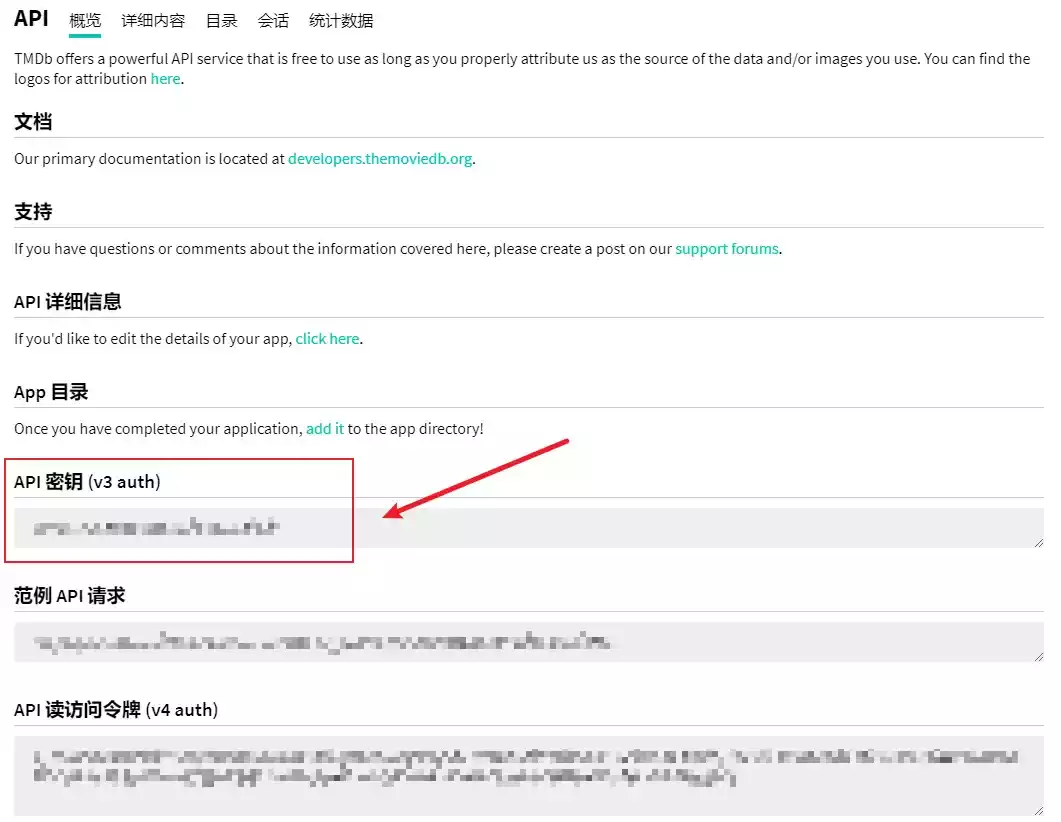 API 概览 详细内容 目录 会话 统计数据
TMDb offers a powerful API service that is free to use as long as you properly attribute us as the source of the data and/or images you use. You can find the
logos for attribution here.
文档
Our primary documentation is located at developers.themoviedb.org.
支持
If you have questions or comments about the information covered here, please create a post on our support forums.
API 详细信息
If you'd like to edit the details of your app, click here.
App 目录
Once you have completed your application, add it to the app directory!
API 密钥 (v3 auth)
范例 API 请求
API 读访问令牌 (v4 auth)